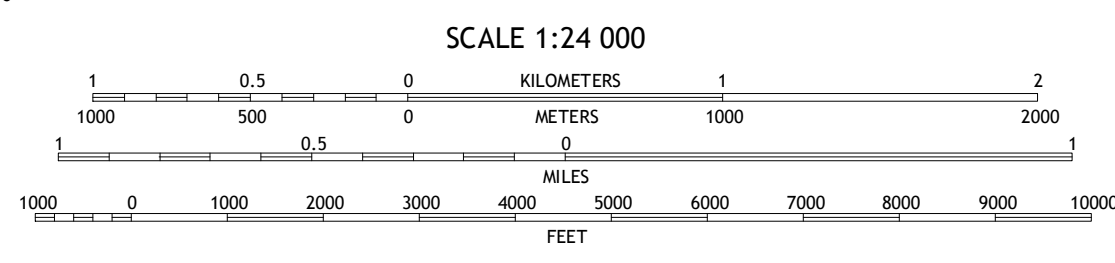 SCALE 1:24 000
1 0.5 0 KILOMETERS 1 2
1000 500 0 METERS 1000 2000
1 0.5 0 1
MILES
1000 0 1000 2000 3000 4000 5000 6000 7000 8000 9000 10000
FEET